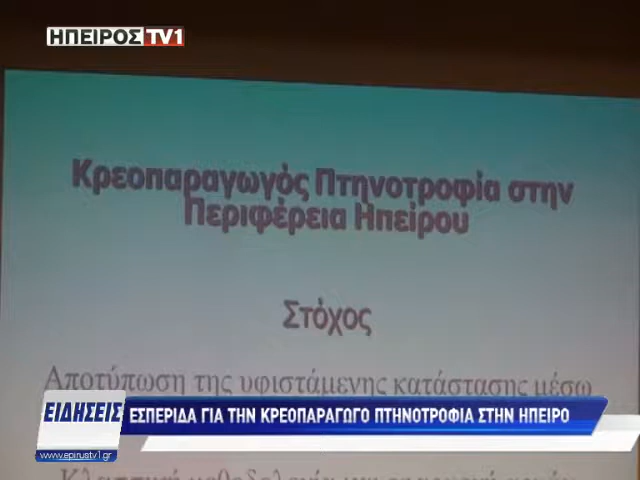 ΗΠΕΙΡΟΣ TV1
Κρεοπαραγωγός Πτηνοτροφία στην
Περιφέρεια Ηπείρου
Στόχος
Αποτύπωση της υφιστάμενης κατάστασης μέσω
ΕΙΔΗΣΕΙΣ
ΕΣΠΕΡΙΔΑ ΓΙΑ ΤΗΝ ΚΡΕΟΠΑΡΑΓΩΓΟ ΠΤΗΝΟΤΡΟΦΙΑ ΣΤΗΝ ΗΠΕΙΡΟ
www.epirustv1.gr